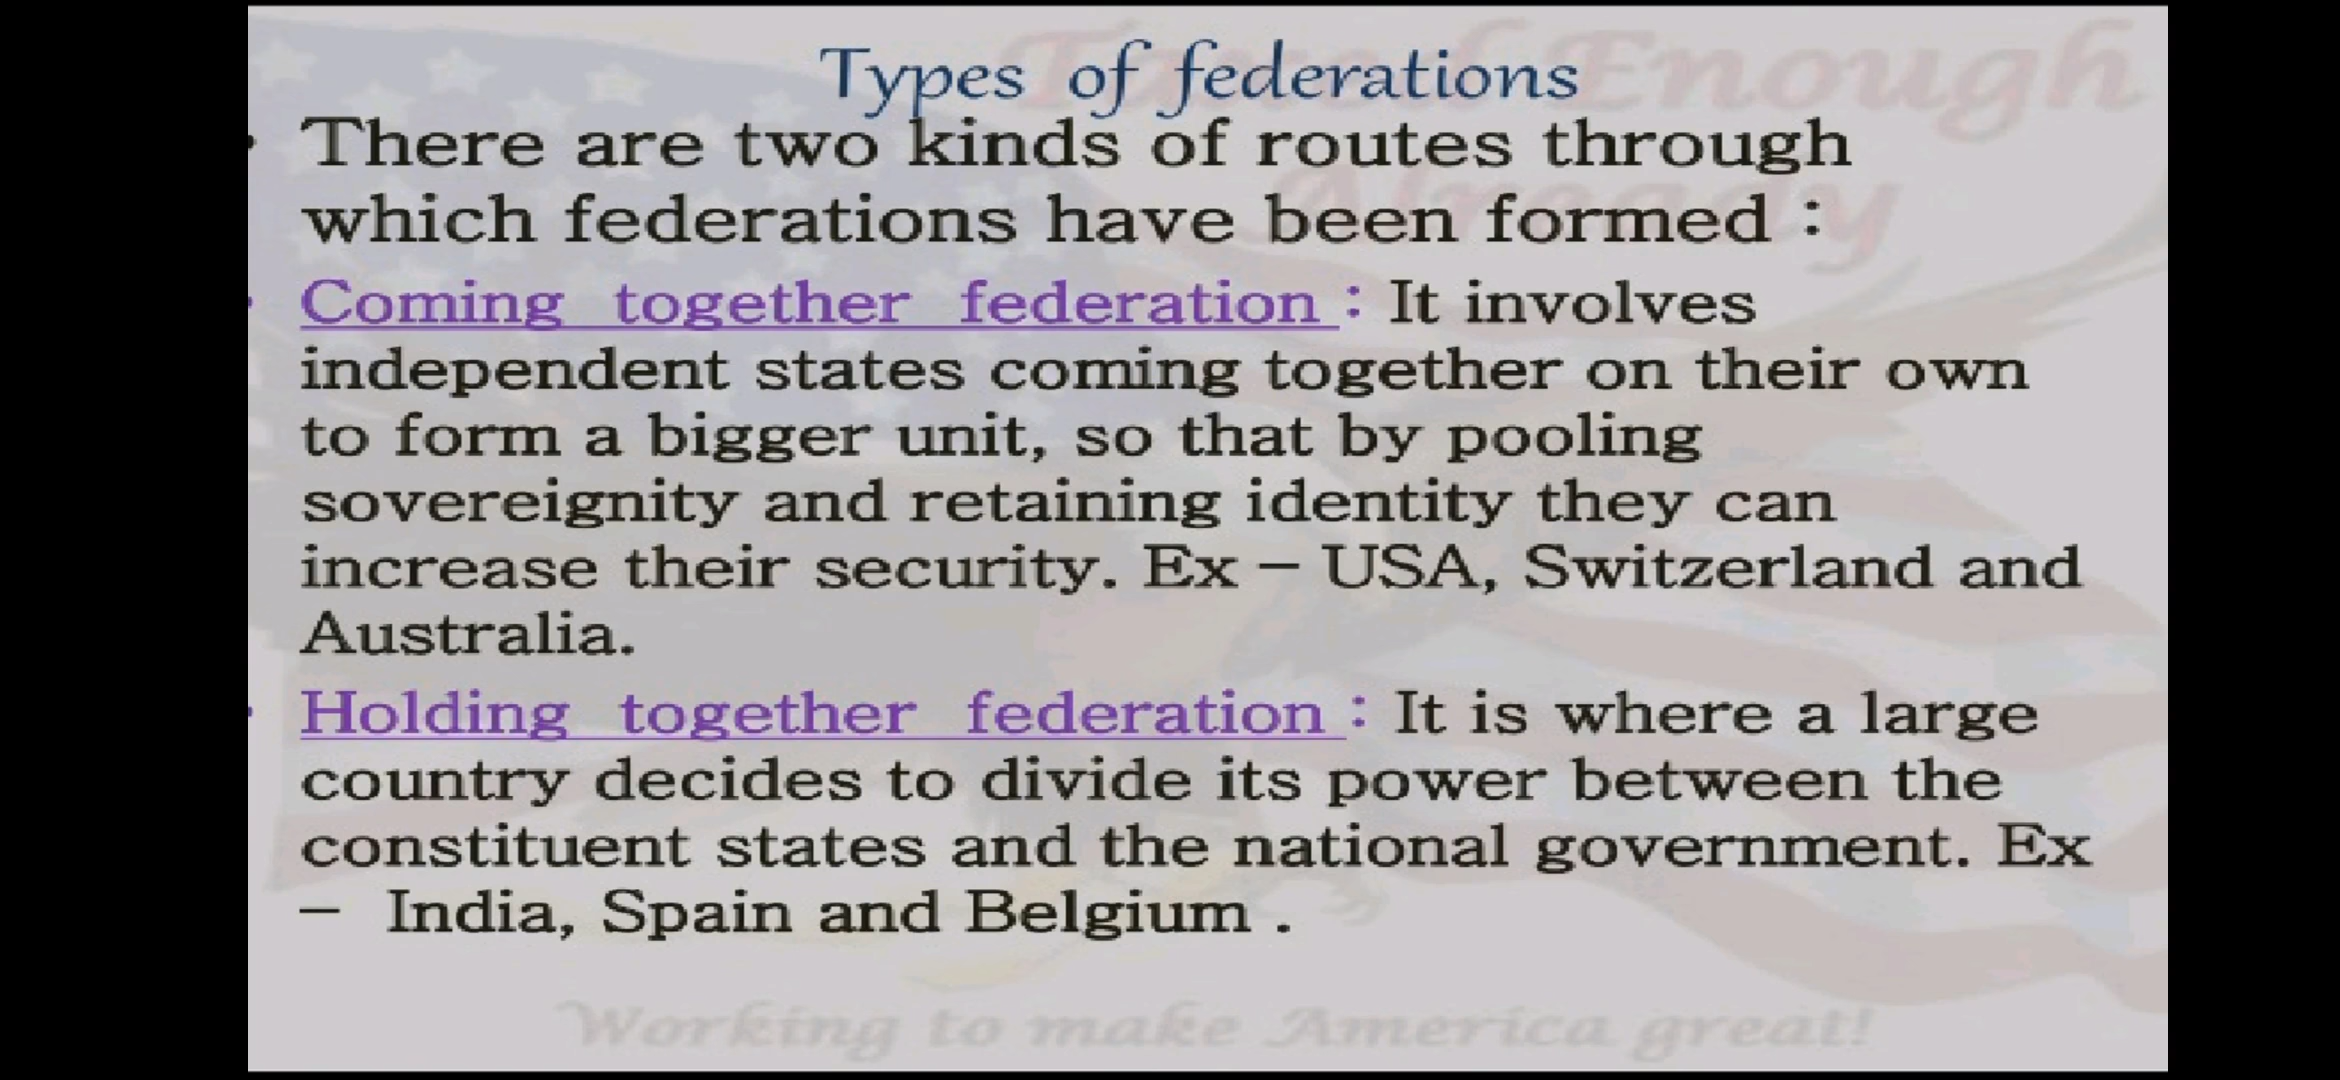 Types of federations
• There are two kinds of routes through
which federations have been formed :
• Coming together federation : It involves
independent states coming together on their own
to form a bigger unit, so that by pooling
sovereignity and retaining identity they can
increase their security. Ex – USA, Switzerland and
Australia.
• Holding together federation : It is where a large
country decides to divide its power between the
constituent states and the national government. Ex
– India, Spain and Belgium .
Enough
Already
Working to make America great!